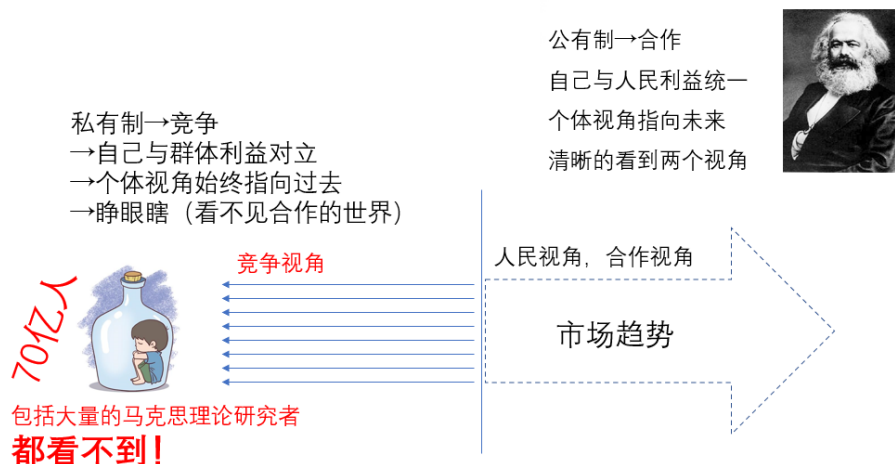 公有制→合作
自己与人民利益统一
个体视角指向未来
清晰的看到两个视角
私有制→竞争
→自己与群体利益对立
→个体视角始终指向过去
→睁眼瞎（看不见合作的世界）
竞争视角
人民视角，合作视角
市场趋势
70亿人
包括大量的马克思理论研究者
都看不到！